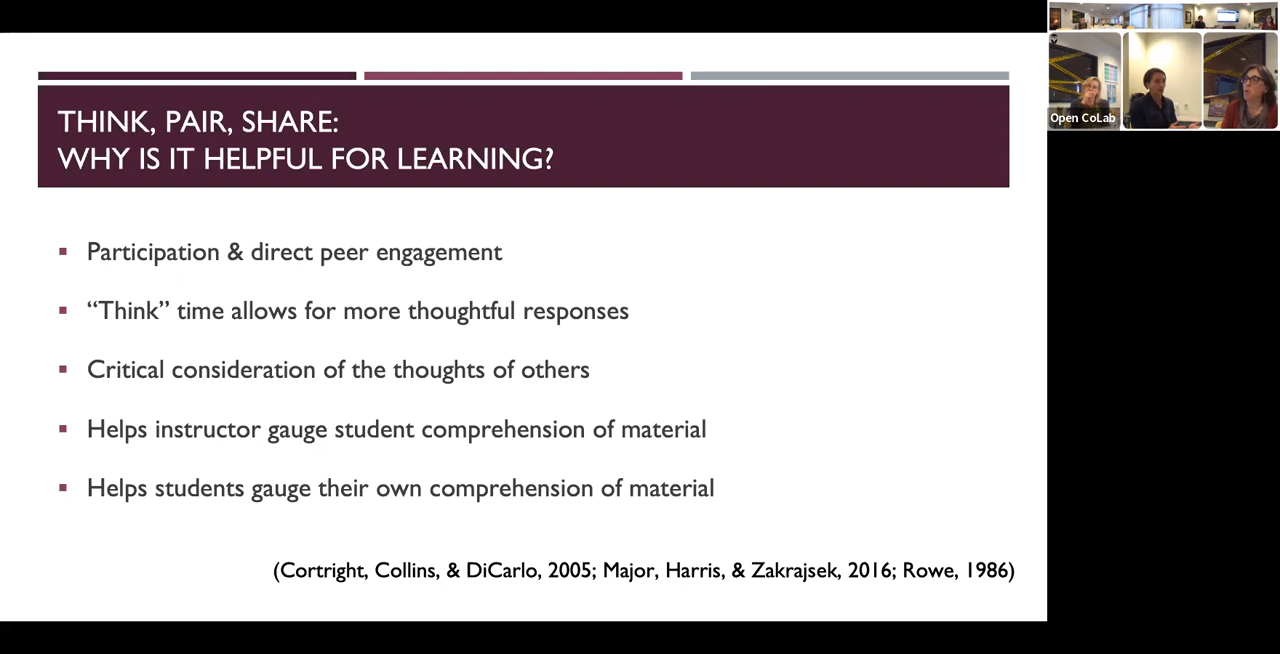 THINK, PAIR, SHARE:
WHY IS IT HELPFUL FOR LEARNING?
Participation & direct peer engagement
“Think” time allows for more thoughtful responses
Critical consideration of the thoughts of others
Helps instructor gauge student comprehension of material
Helps students gauge their own comprehension of material
(Cortright, Collins, & DiCarlo, 2005; Major, Harris, & Zakrajsek, 2016; Rowe, 1986)
Open CoLab